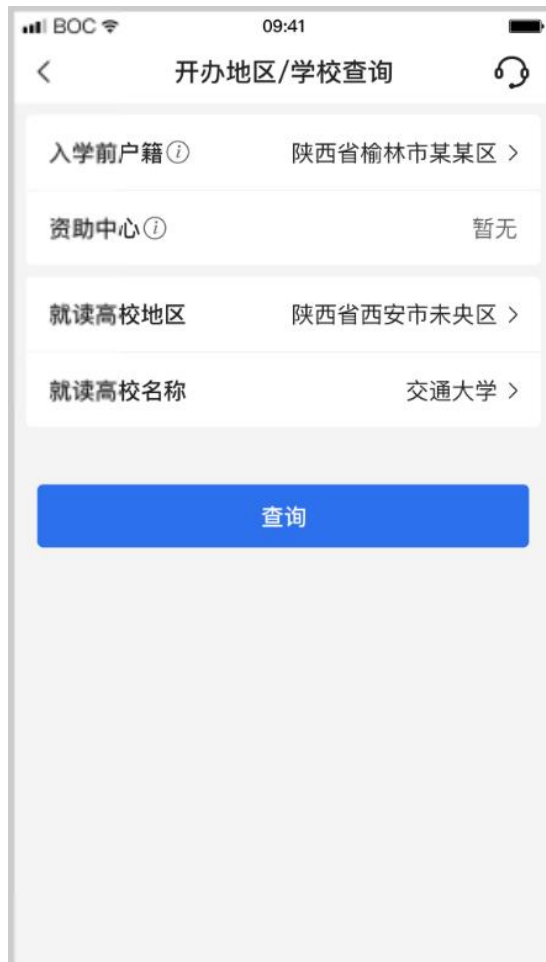 BOC 09:41
开办地区/学校查询
入学前户籍 陕西省榆林市某某区
资助中心 暂无
就读高校地区 陕西省西安市未央区
就读高校名称 交通大学
查询